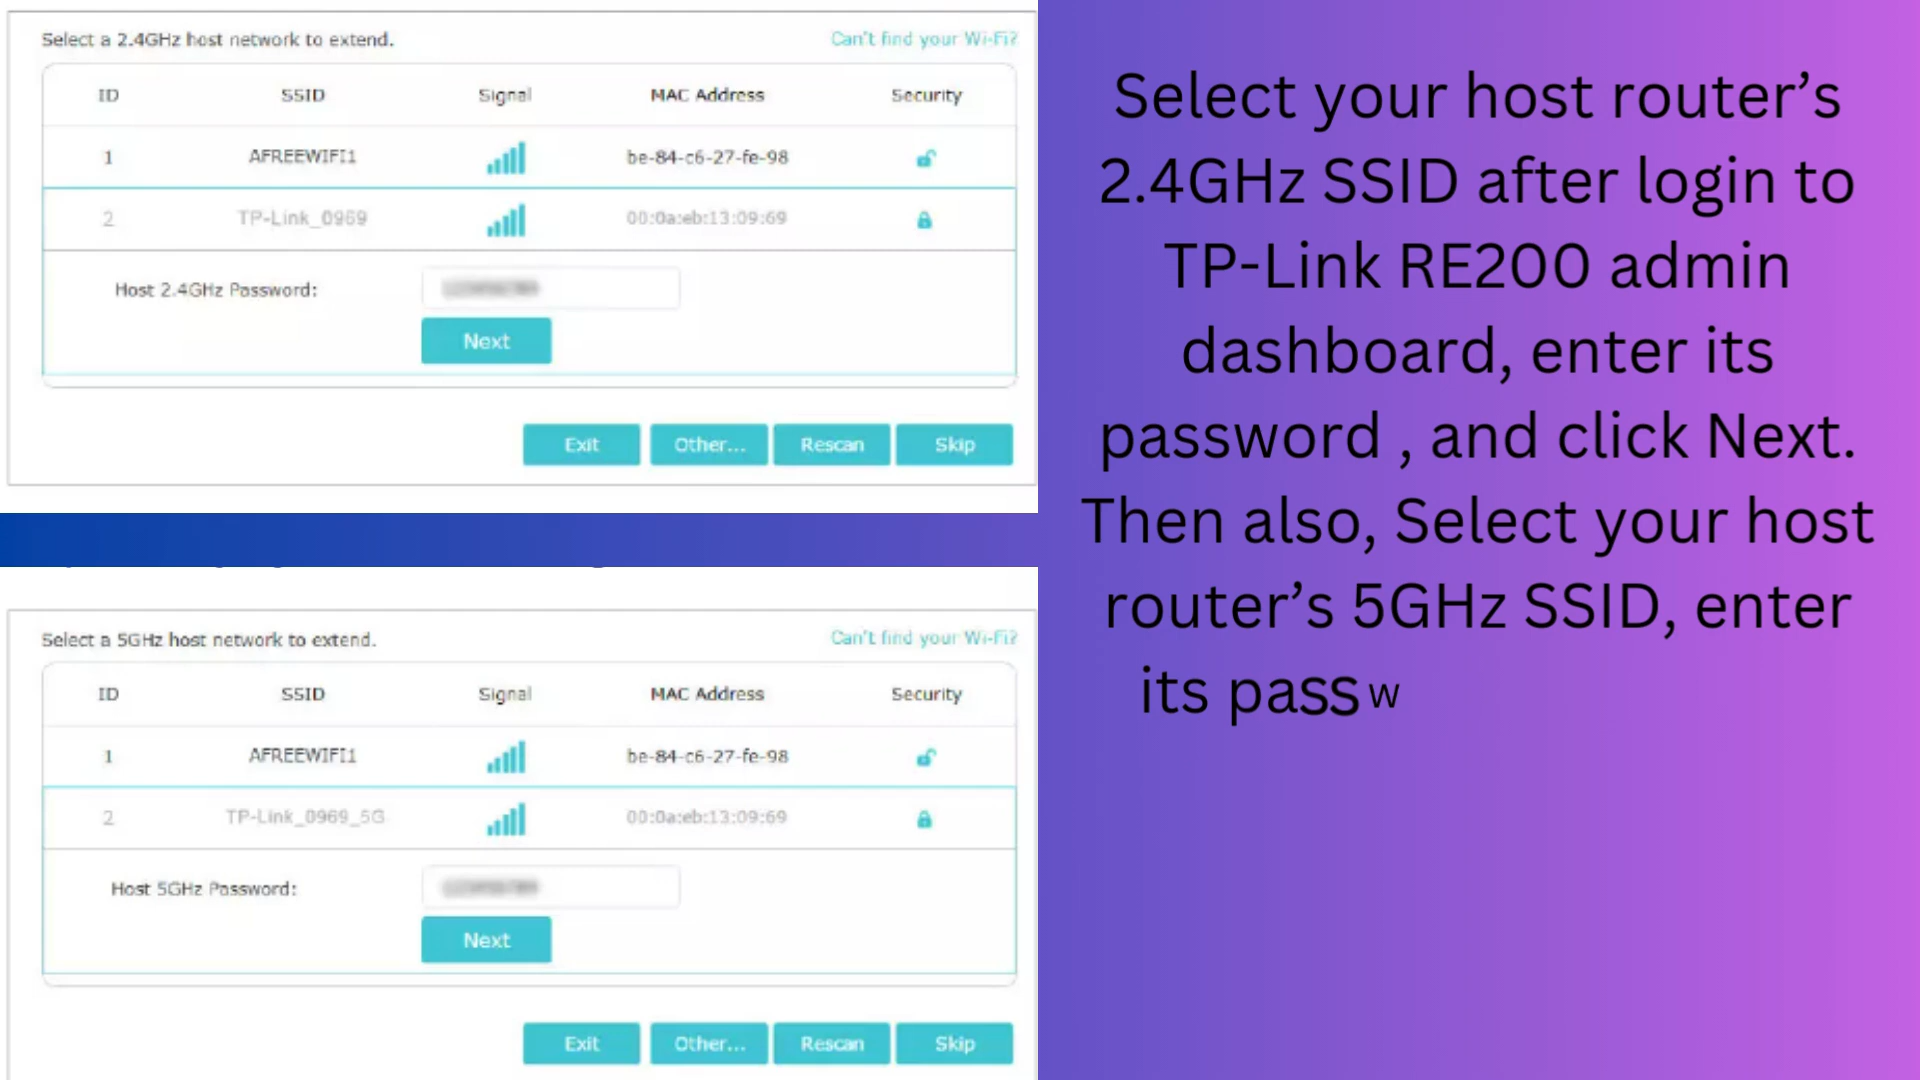 Select a 2.4GHz host network to extend. Can't find your Wi-Fi?
ID SSID Signal MAC Address Security
1 AFREEWIFI1 be-84-c6-27-fe-98
2 TP-Link_0969 00:0a:eb:13:09:69
Host 2.4GHz Password:
Next
Exit Other... Rescan Skip
Select a 5GHz host network to extend. Can't find your Wi-Fi?
ID SSID Signal MAC Address Security
1 AFREEWIFI1 be-84-c6-27-fe-98
2 TP-Link_0969_5G 00:0a:eb:13:09:69
Host 5GHz Password:
Next
Exit Other... Rescan Skip
Select your host router’s
2.4GHz SSID after login to
TP-Link RE200 admin
dashboard, enter its
password , and click Next.
Then also, Select your host
router’s 5GHz SSID, enter
its passw